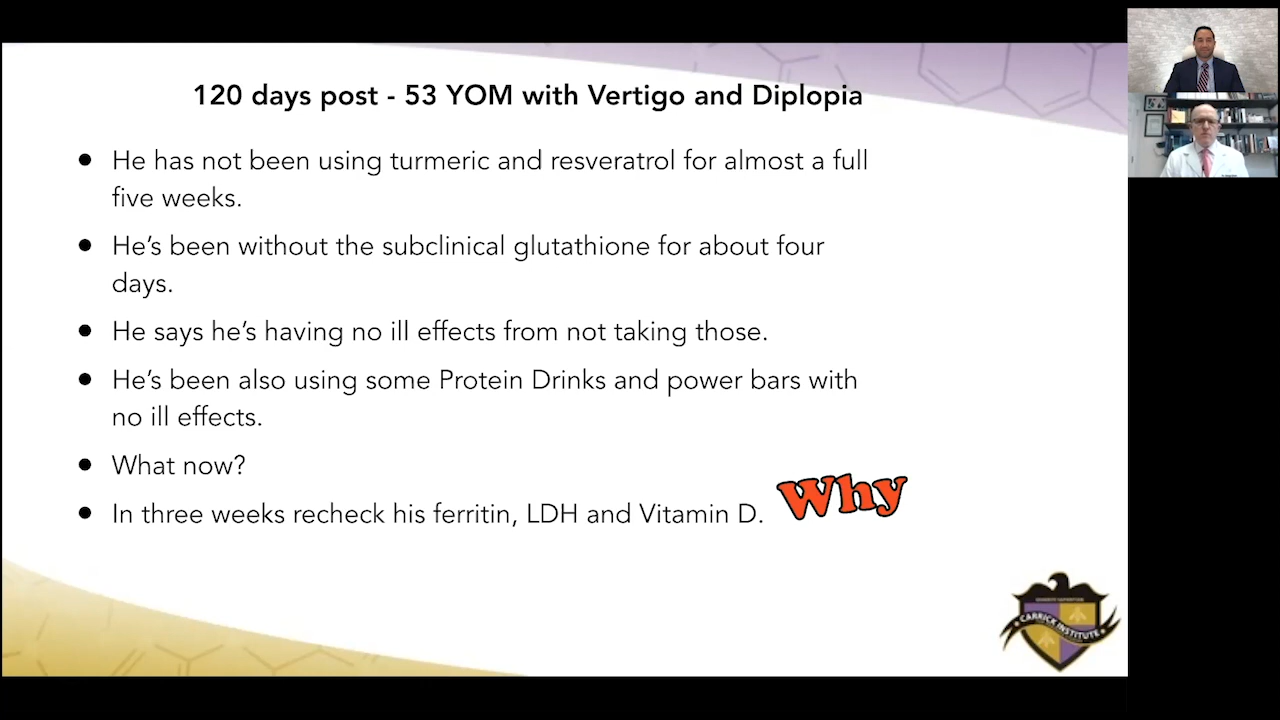 120 days post - 53 YOM with Vertigo and Diplopia
● He has not been using turmeric and resveratrol for almost a full
five weeks.
● He’s been without the subclinical glutathione for about four
days.
● He says he’s having no ill effects from not taking those.
● He’s been also using some Protein Drinks and power bars with
no ill effects.
● What now?
● In three weeks recheck his ferritin, LDH and Vitamin D.
Why
CARRICK INSTITUTE